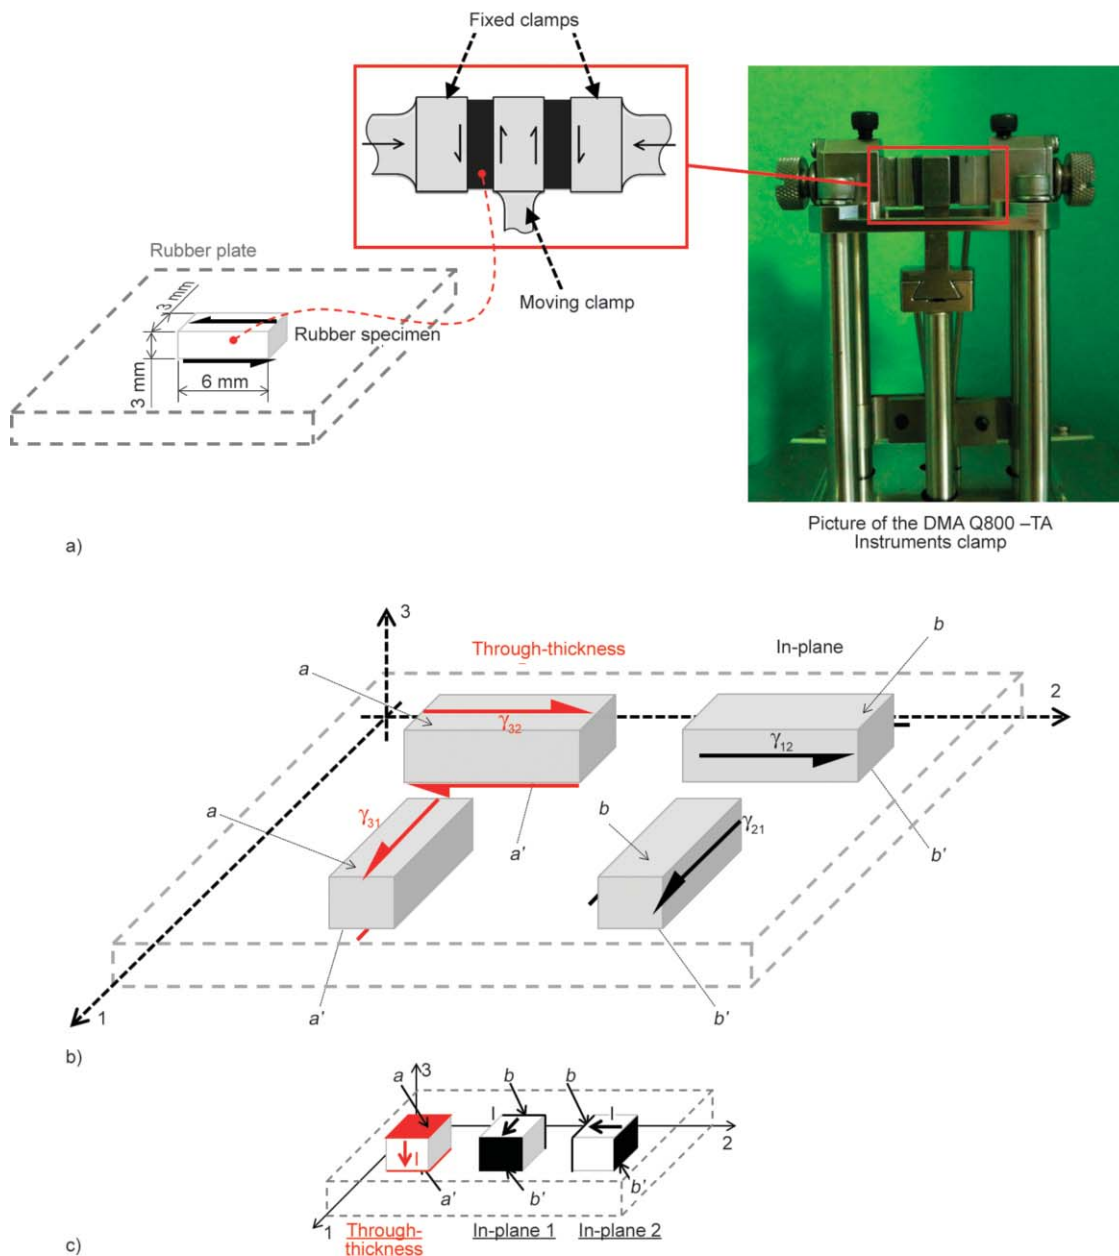 Fixed clamps
Moving clamp
Rubber plate
3 mm
Rubber specimen
3 mm
6 mm
Picture of the DMA Q800 –TA
Instruments clamp
a)
3
Through-thickness
In-plane
b
a
2
γ32
γ12
a
γ31
b
γ21
a'
b'
a'
b'
1
b)
3
a
b
b
I
I
I
2
a'
b'
b'
1
Through-
thickness
In-plane 1
In-plane 2
c)